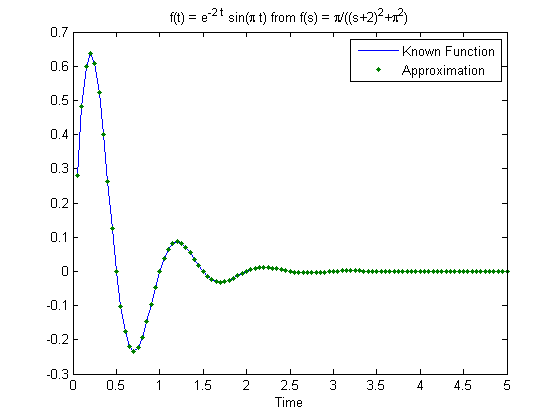 f(t) = e^-2 t sin(π t) from f(s) = π/((s+2)²+π²)
Known Function
Approximation
0.7
0.6
0.5
0.4
0.3
0.2
0.1
0
-0.1
-0.2
-0.3
0 0.5 1 1.5 2 2.5 3 3.5 4 4.5 5
Time